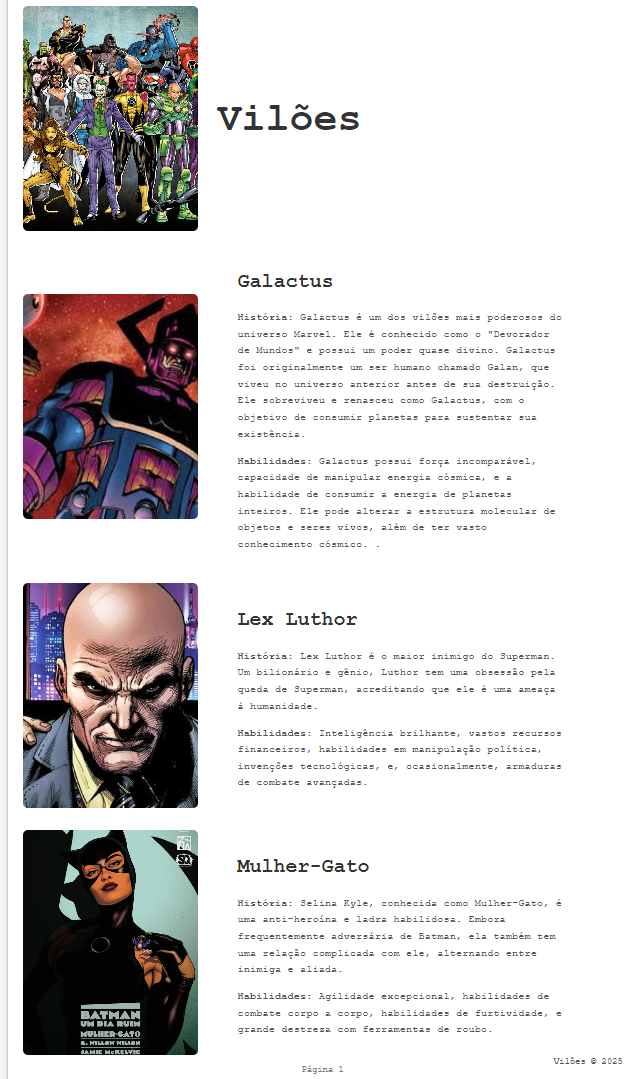 Vilões
Galactus
História: Galactus é um dos vilões mais poderosos do
universo Marvel. Ele é conhecido como o "Devorador
de Mundos" e possui um poder quase divino. Galactus
foi originalmente um ser humano chamado Galan, que
viveu no universo anterior antes de sua destruição.
Ele sobreviveu e renasceu como Galactus, com o
objetivo de consumir planetas para sustentar sua
existência.
Habilidades: Galactus possui força incomparável,
capacidade de manipular energia cósmica, e a
habilidade de consumir a energia de planetas
inteiros. Ele pode alterar a estrutura molecular de
objetos e seres vivos, além de ter vasto
conhecimento cósmico. .
Lex Luthor
História: Lex Luthor é o maior inimigo do Superman.
Um bilionário e gênio, Luthor tem uma obsessão pela
queda de Superman, acreditando que ele é uma ameaça
à humanidade.
Habilidades: Inteligência brilhante, vastos recursos
financeiros, habilidades em manipulação política,
invenções tecnológicas, e, ocasionalmente, armaduras
de combate avançadas.
Mulher-Gato
História: Selina Kyle, conhecida como Mulher-Gato, é
uma anti-heroína e ladra habilidosa. Embora
frequentemente adversária de Batman, ela também tem
uma relação complicada com ele, alternando entre
inimiga e aliada.
Habilidades: Agilidade excepcional, habilidades de
combate corpo a corpo, habilidades de furtividade, e
grande destreza com ferramentas de roubo.
BATMAN
UM DIA RUIM
MULHER-GATO
G. WILLOW WILSON
JAMIE McKELVIE
Vilões © 2025
Página 1